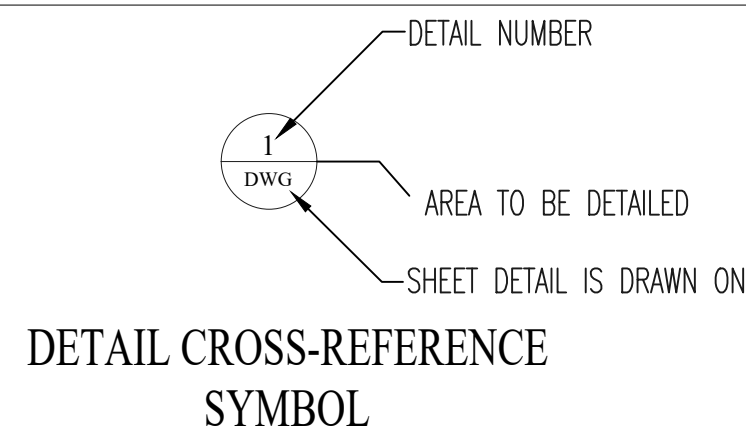 DETAIL NUMBER
1
DWG
AREA TO BE DETAILED
SHEET DETAIL IS DRAWN ON
DETAIL CROSS-REFERENCE
SYMBOL